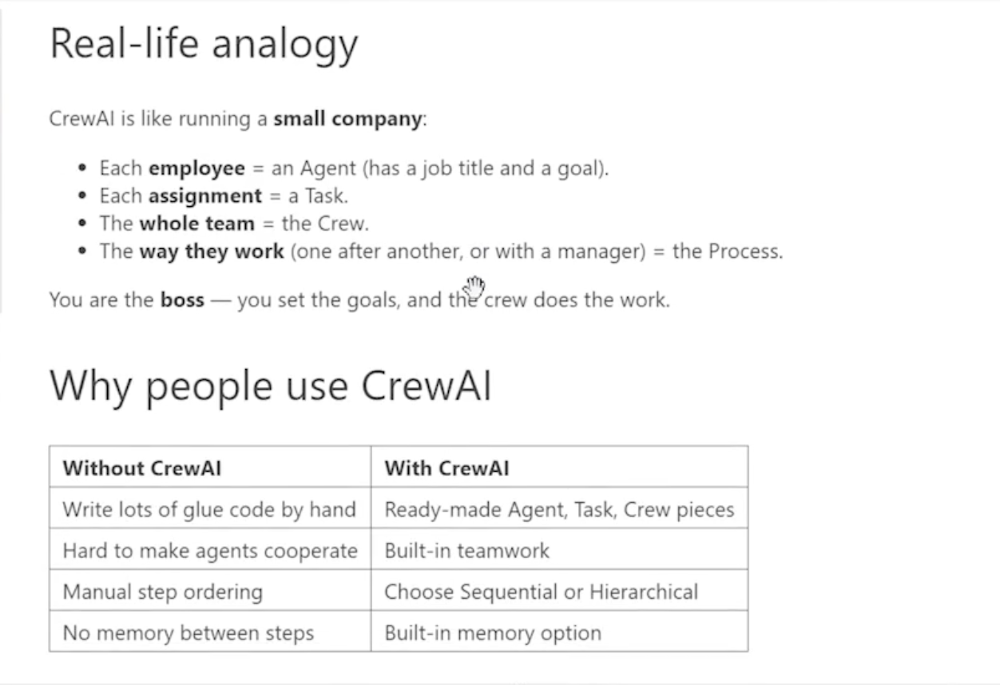 Real-life analogy
CrewAI is like running a small company:
• Each employee = an Agent (has a job title and a goal).
• Each assignment = a Task.
• The whole team = the Crew.
• The way they work (one after another, or with a manager) = the Process.
You are the boss — you set the goals, and the crew does the work.
Why people use CrewAI
Without CrewAI With CrewAI
Write lots of glue code by hand Ready-made Agent, Task, Crew pieces
Hard to make agents cooperate Built-in teamwork
Manual step ordering Choose Sequential or Hierarchical
No memory between steps Built-in memory option